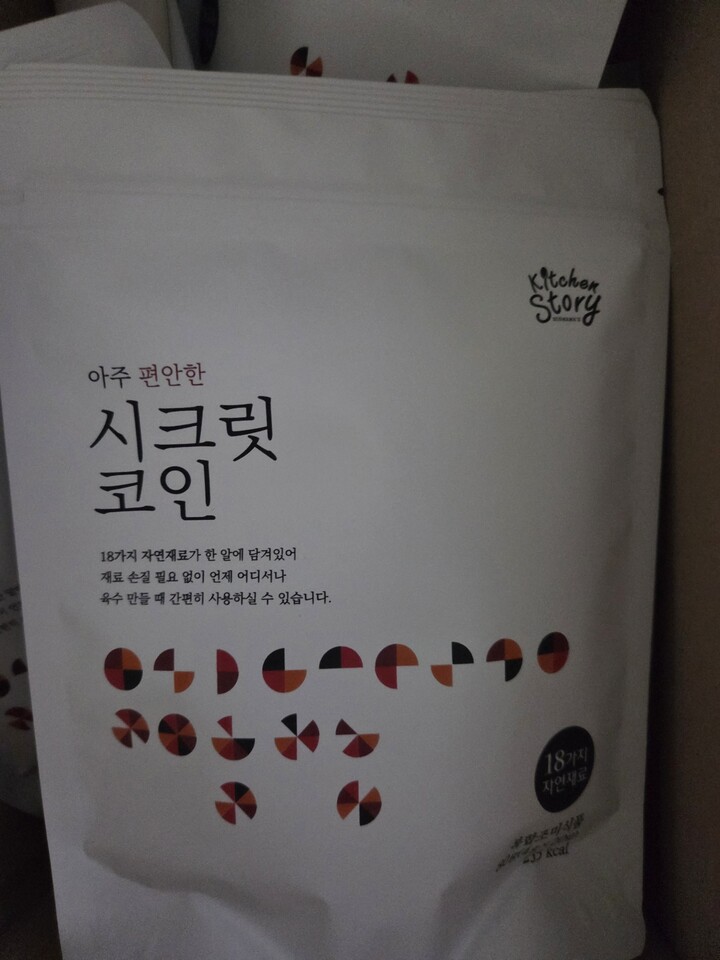 Kitchen
Story
아주 편안한
시크릿
코인
18가지 자연재료가 한 알에 담겨있어
재료 손질 필요 없이 언제 어디서나
육수 만들 때 간편히 사용하실 수 있습니다.
18가지
자연재료
kcal